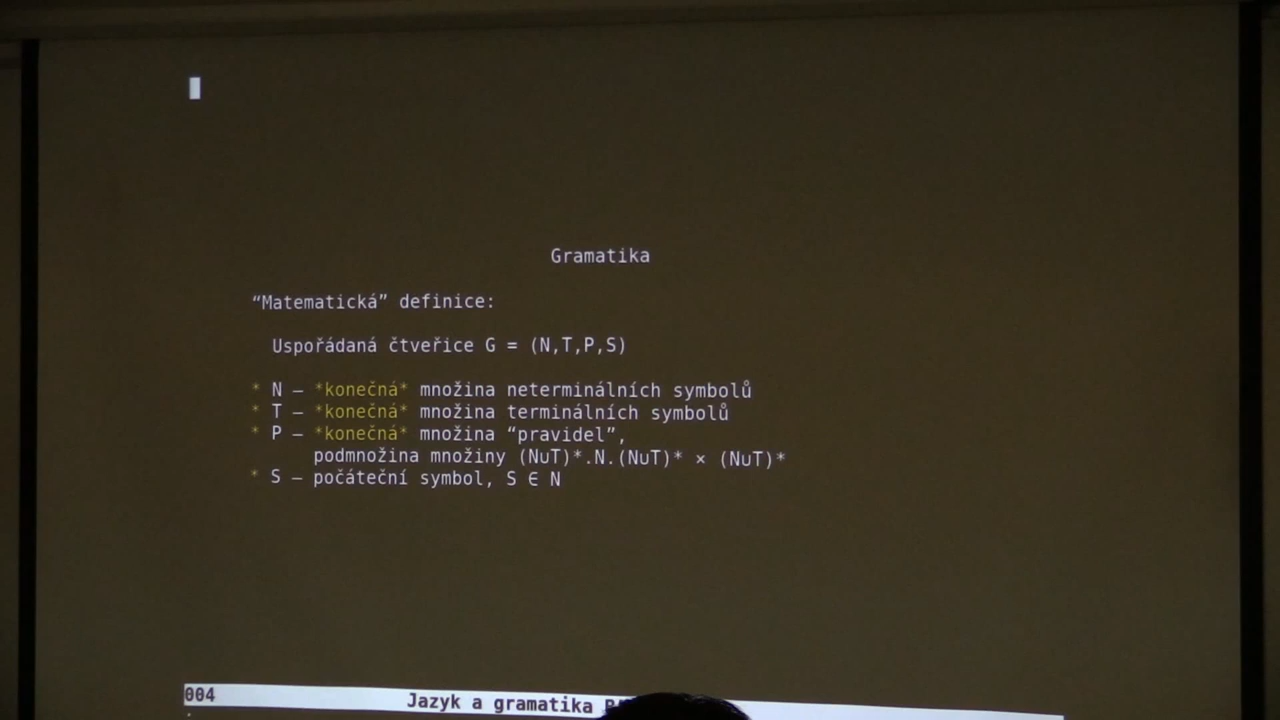 Gramatika
“Matematická” definice:
Uspořádaná čtveřice G = (N,T,P,S)
* N – *konečná* množina neterminálních symbolů
* T – *konečná* množina terminálních symbolů
* P – *konečná* množina “pravidel”,
podmnožina množiny (N∪T)*.N.(N∪T)* × (N∪T)*
* S – počáteční symbol, S ∈ N
004 Jazyk a gramatika